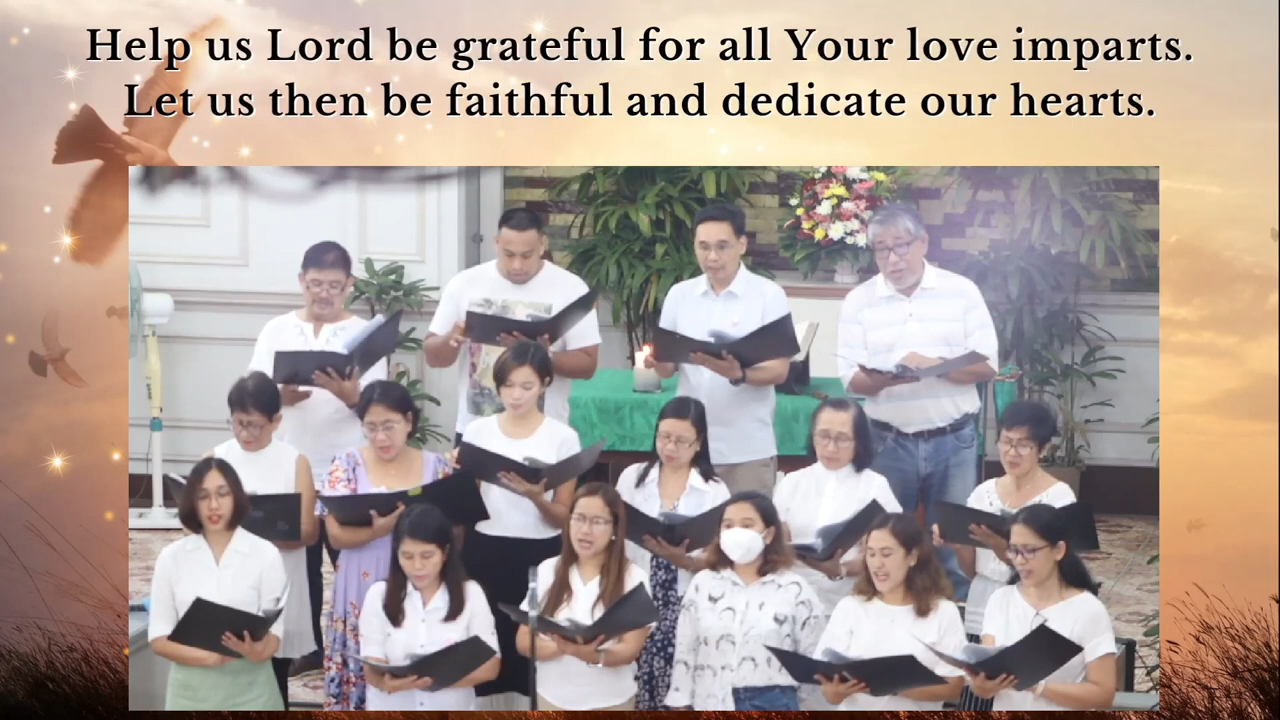 Help us Lord be grateful for all Your love imparts.
Let us then be faithful and dedicate our hearts.